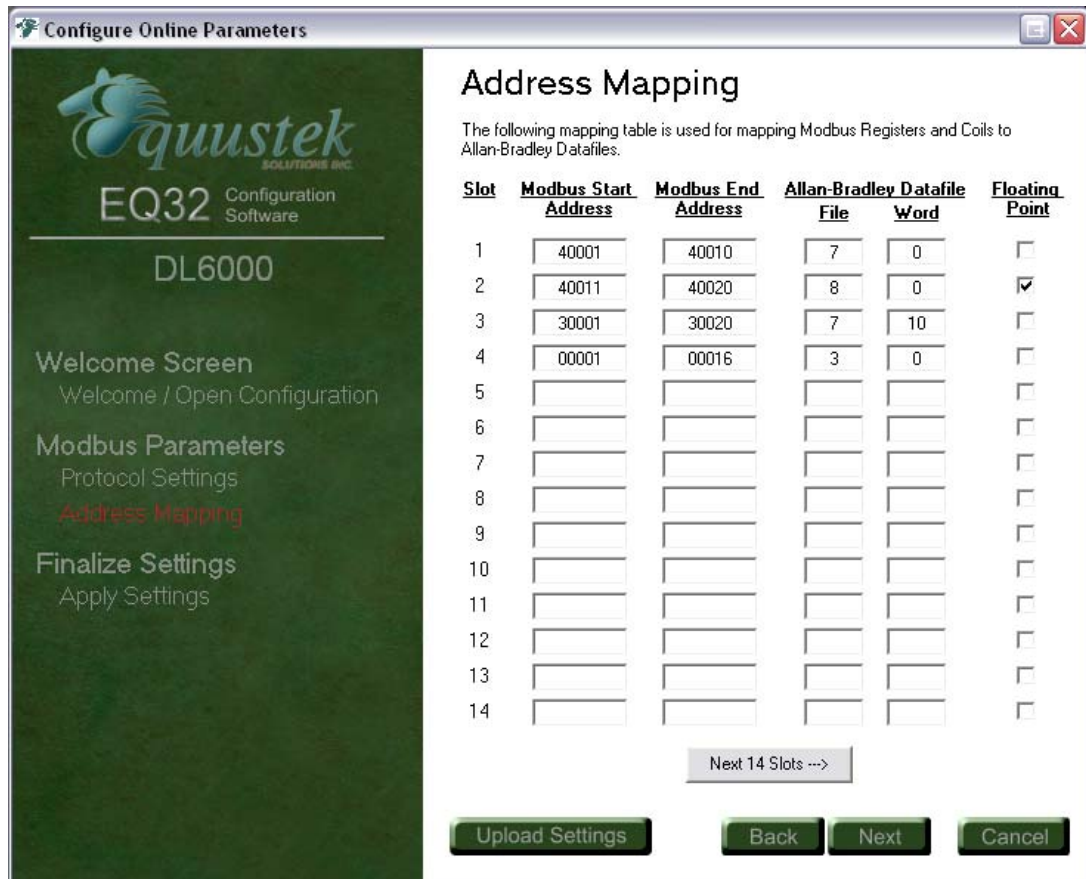 Configure Online Parameters
Equustek
SOLUTIONS INC.
EQ32 Configuration Software
DL6000
Welcome Screen
Welcome / Open Configuration
Modbus Parameters
Protocol Settings
Address Mapping
Finalize Settings
Apply Settings
Address Mapping
The following mapping table is used for mapping Modbus Registers and Coils to
Allan-Bradley Datafiles.
Slot Modbus Start Address Modbus End Address Allan-Bradley Datafile File Word Floating Point
1 40001 40010 7 0
2 40011 40020 8 0
3 30001 30020 7 10
4 00001 00016 3 0
5
6
7
8
9
10
11
12
13
14
Next 14 Slots --->
Upload Settings Back Next Cancel